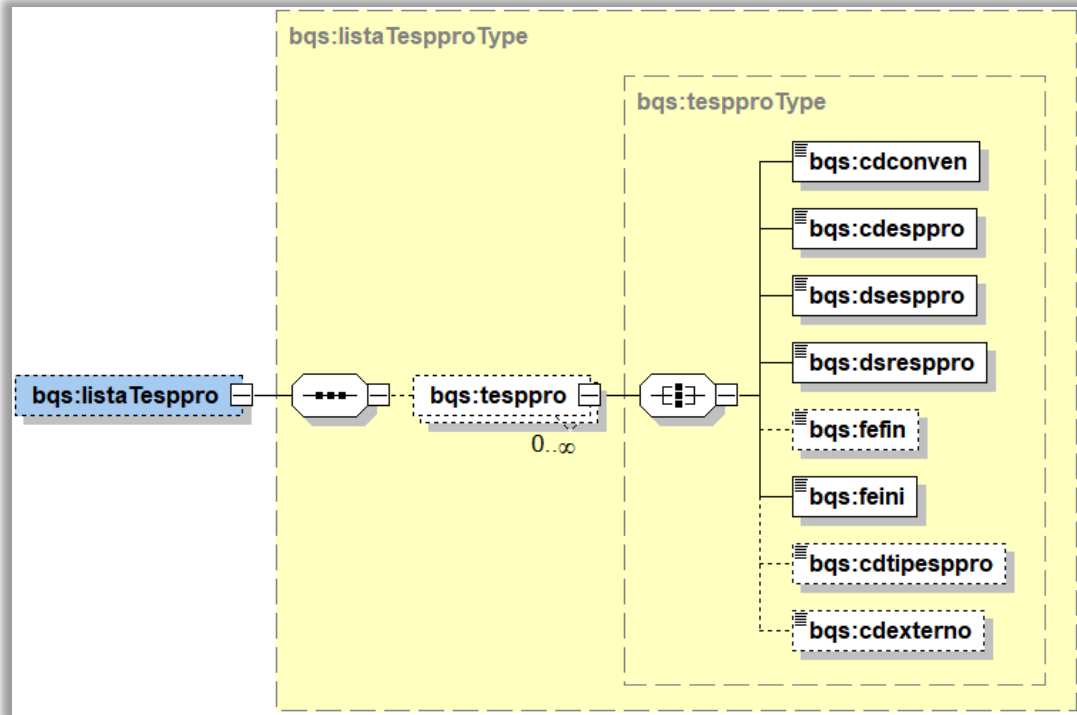 bqs:listaTespproType
bqs:tespproType
bqs:cdconven
bqs:cdesppro
bqs:dsesppro
bqs:dsresppro
bqs:listaTesppro
bqs:tesppro
0..∞
bqs:fefin
bqs:feini
bqs:cdtipesppro
bqs:cdexterno